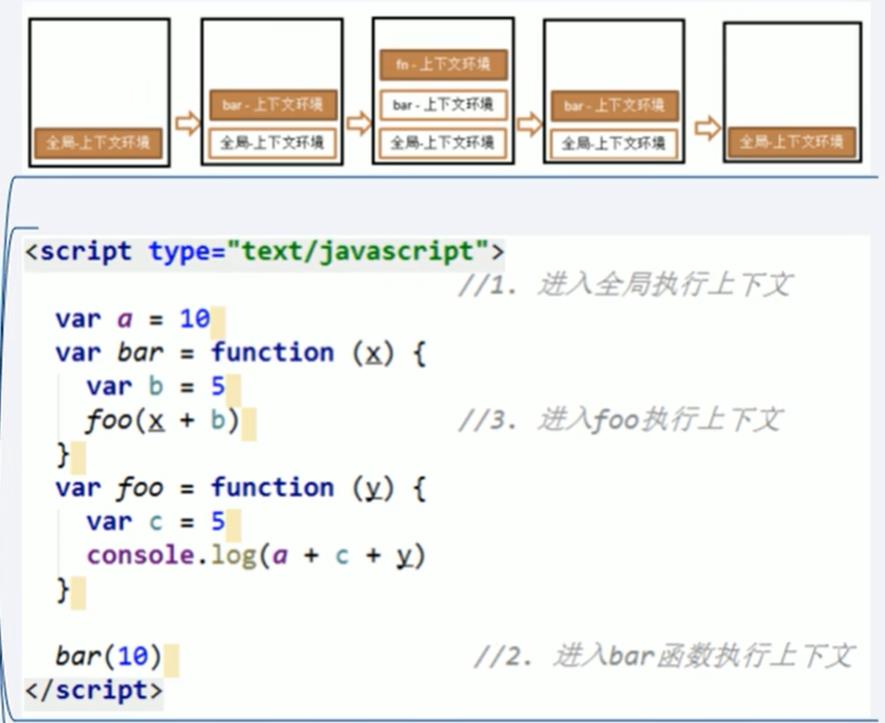 fn - 上下文环境
bar - 上下文环境
bar - 上下文环境
bar - 上下文环境
全局-上下文环境
全局-上下文环境
全局-上下文环境
全局-上下文环境
全局-上下文环境
<script type="text/javascript">
//1. 进入全局执行上下文
var a = 10
var bar = function (x) {
var b = 5
foo(x + b) //3. 进入foo执行上下文
}
var foo = function (y) {
var c = 5
console.log(a + c + y)
}
bar(10) //2. 进入bar函数执行上下文
</script>